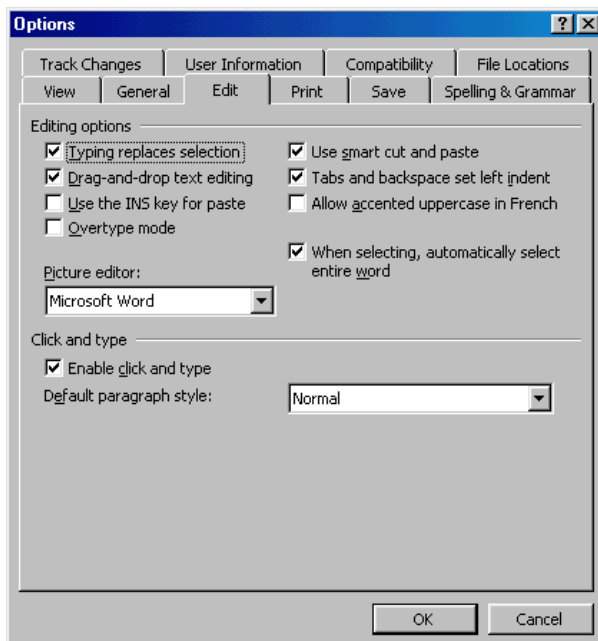 Options
Track Changes User Information Compatibility File Locations
View General Edit Print Save Spelling & Grammar
Editing options
Typing replaces selection
Drag-and-drop text editing
Use the INS key for paste
Overtype mode
Use smart cut and paste
Tabs and backspace set left indent
Allow accented uppercase in French
When selecting, automatically select
entire word
Picture editor:
Microsoft Word
Click and type
Enable click and type
Default paragraph style: Normal
OK Cancel